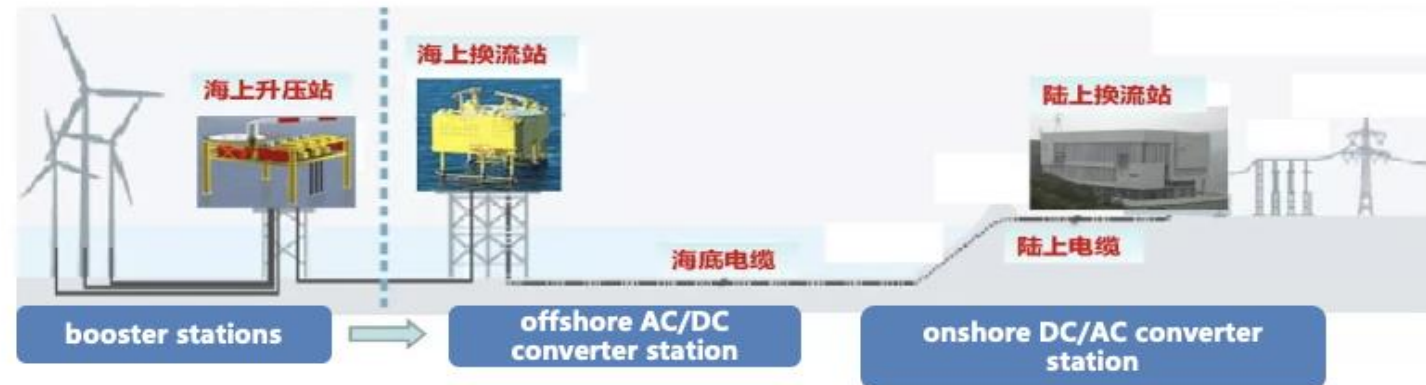 海上换流站
海上升压站
陆上换流站
海底电缆
陆上电缆
booster stations
offshore AC/DC
converter station
onshore DC/AC converter
station